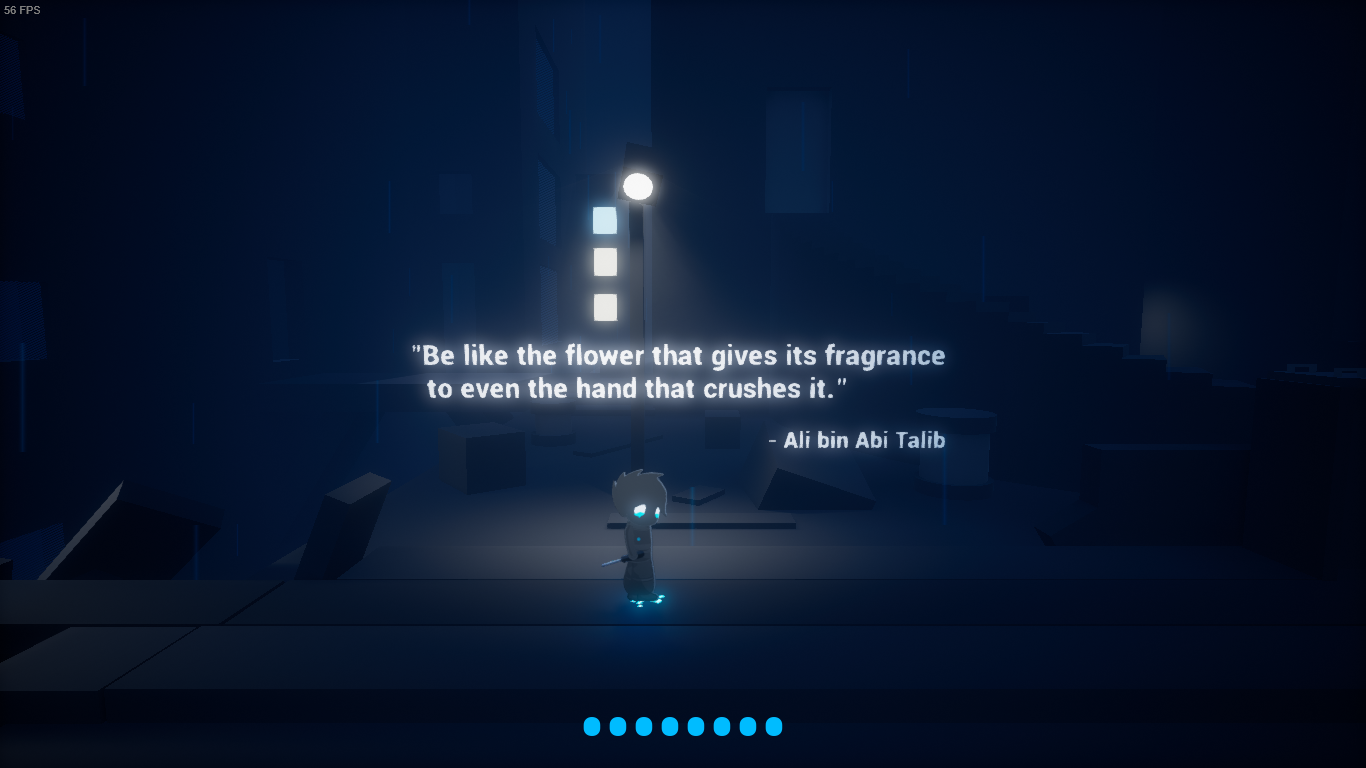 56 FPS
"Be like the flower that gives its fragrance
to even the hand that crushes it."
- Ali bin Abi Talib